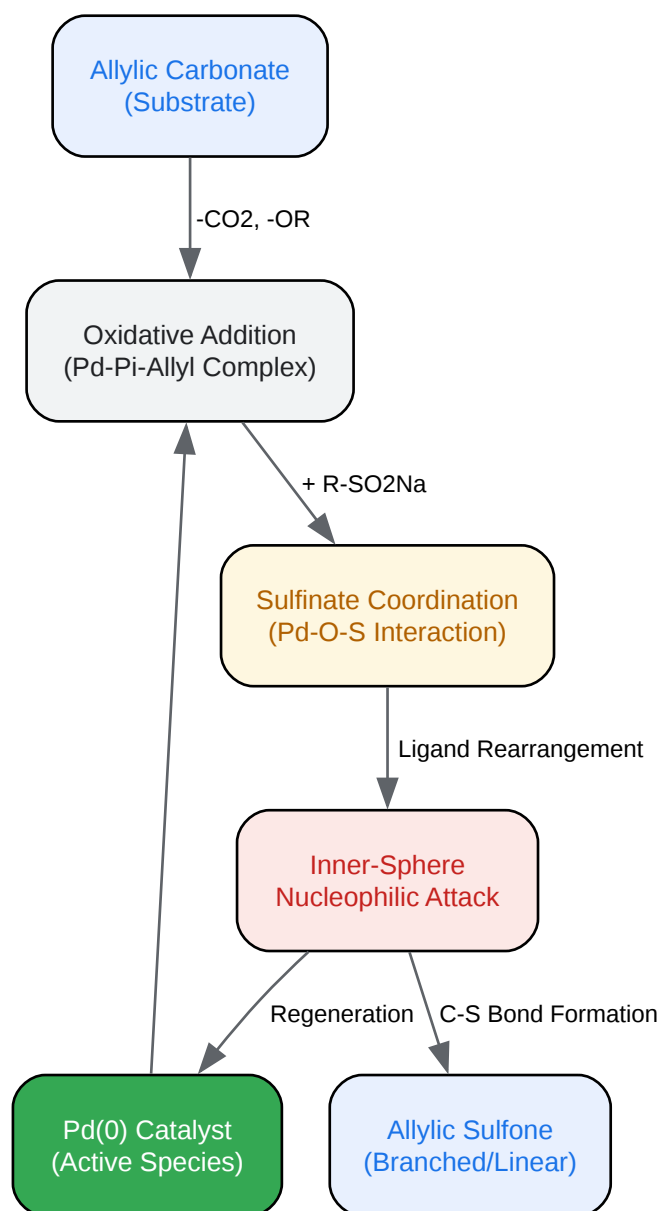 Allylic Carbonate
(Substrate)
-CO2, -OR
Oxidative Addition
(Pd-Pi-Allyl Complex)
+ R-SO2Na
Sulfinate Coordination
(Pd-O-S Interaction)
Ligand Rearrangement
Inner-Sphere
Nucleophilic Attack
Regeneration
C-S Bond Formation
Pd(0) Catalyst
(Active Species)
Allylic Sulfone
(Branched/Linear)